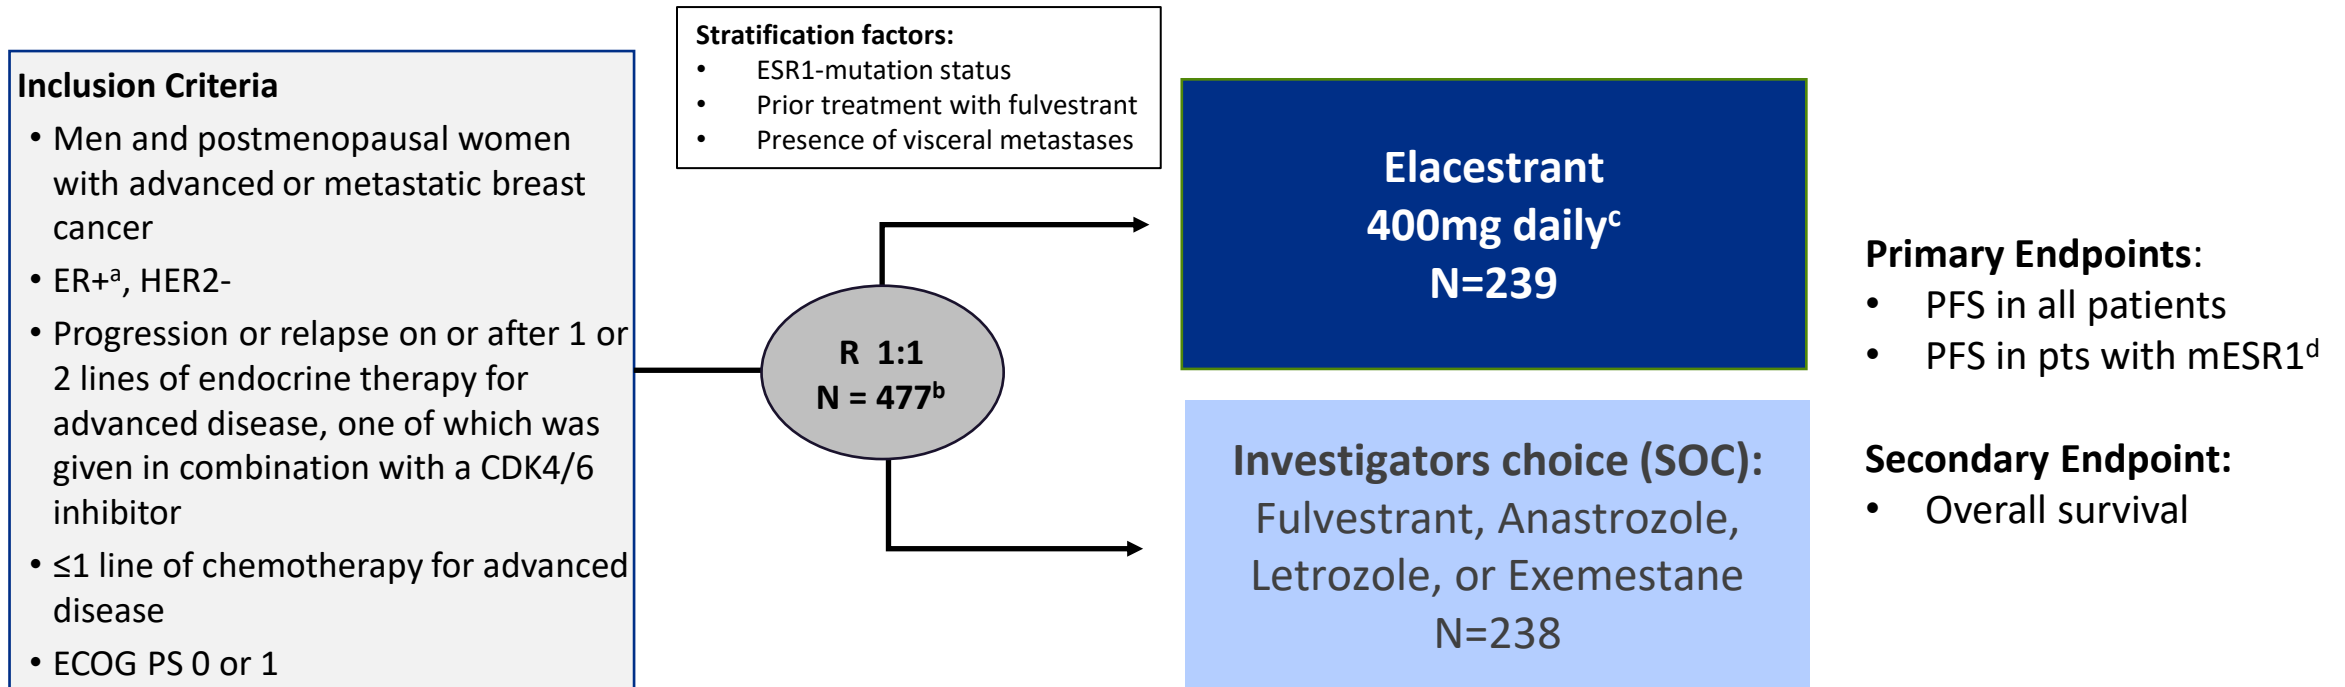 Stratification factors:
• ESR1-mutation status
• Prior treatment with fulvestrant
• Presence of visceral metastases
Inclusion Criteria
• Men and postmenopausal women
with advanced or metastatic breast
cancer
• ER+ᵃ, HER2-
• Progression or relapse on or after 1 or
2 lines of endocrine therapy for
advanced disease, one of which was
given in combination with a CDK4/6
inhibitor
• ≤1 line of chemotherapy for advanced
disease
• ECOG PS 0 or 1
R 1:1
N = 477ᵇ
Elacestrant
400mg dailyᶜ
N=239
Investigators choice (SOC):
Fulvestrant, Anastrozole,
Letrozole, or Exemestane
N=238
Primary Endpoints:
• PFS in all patients
• PFS in pts with mESR1ᵈ
Secondary Endpoint:
• Overall survival